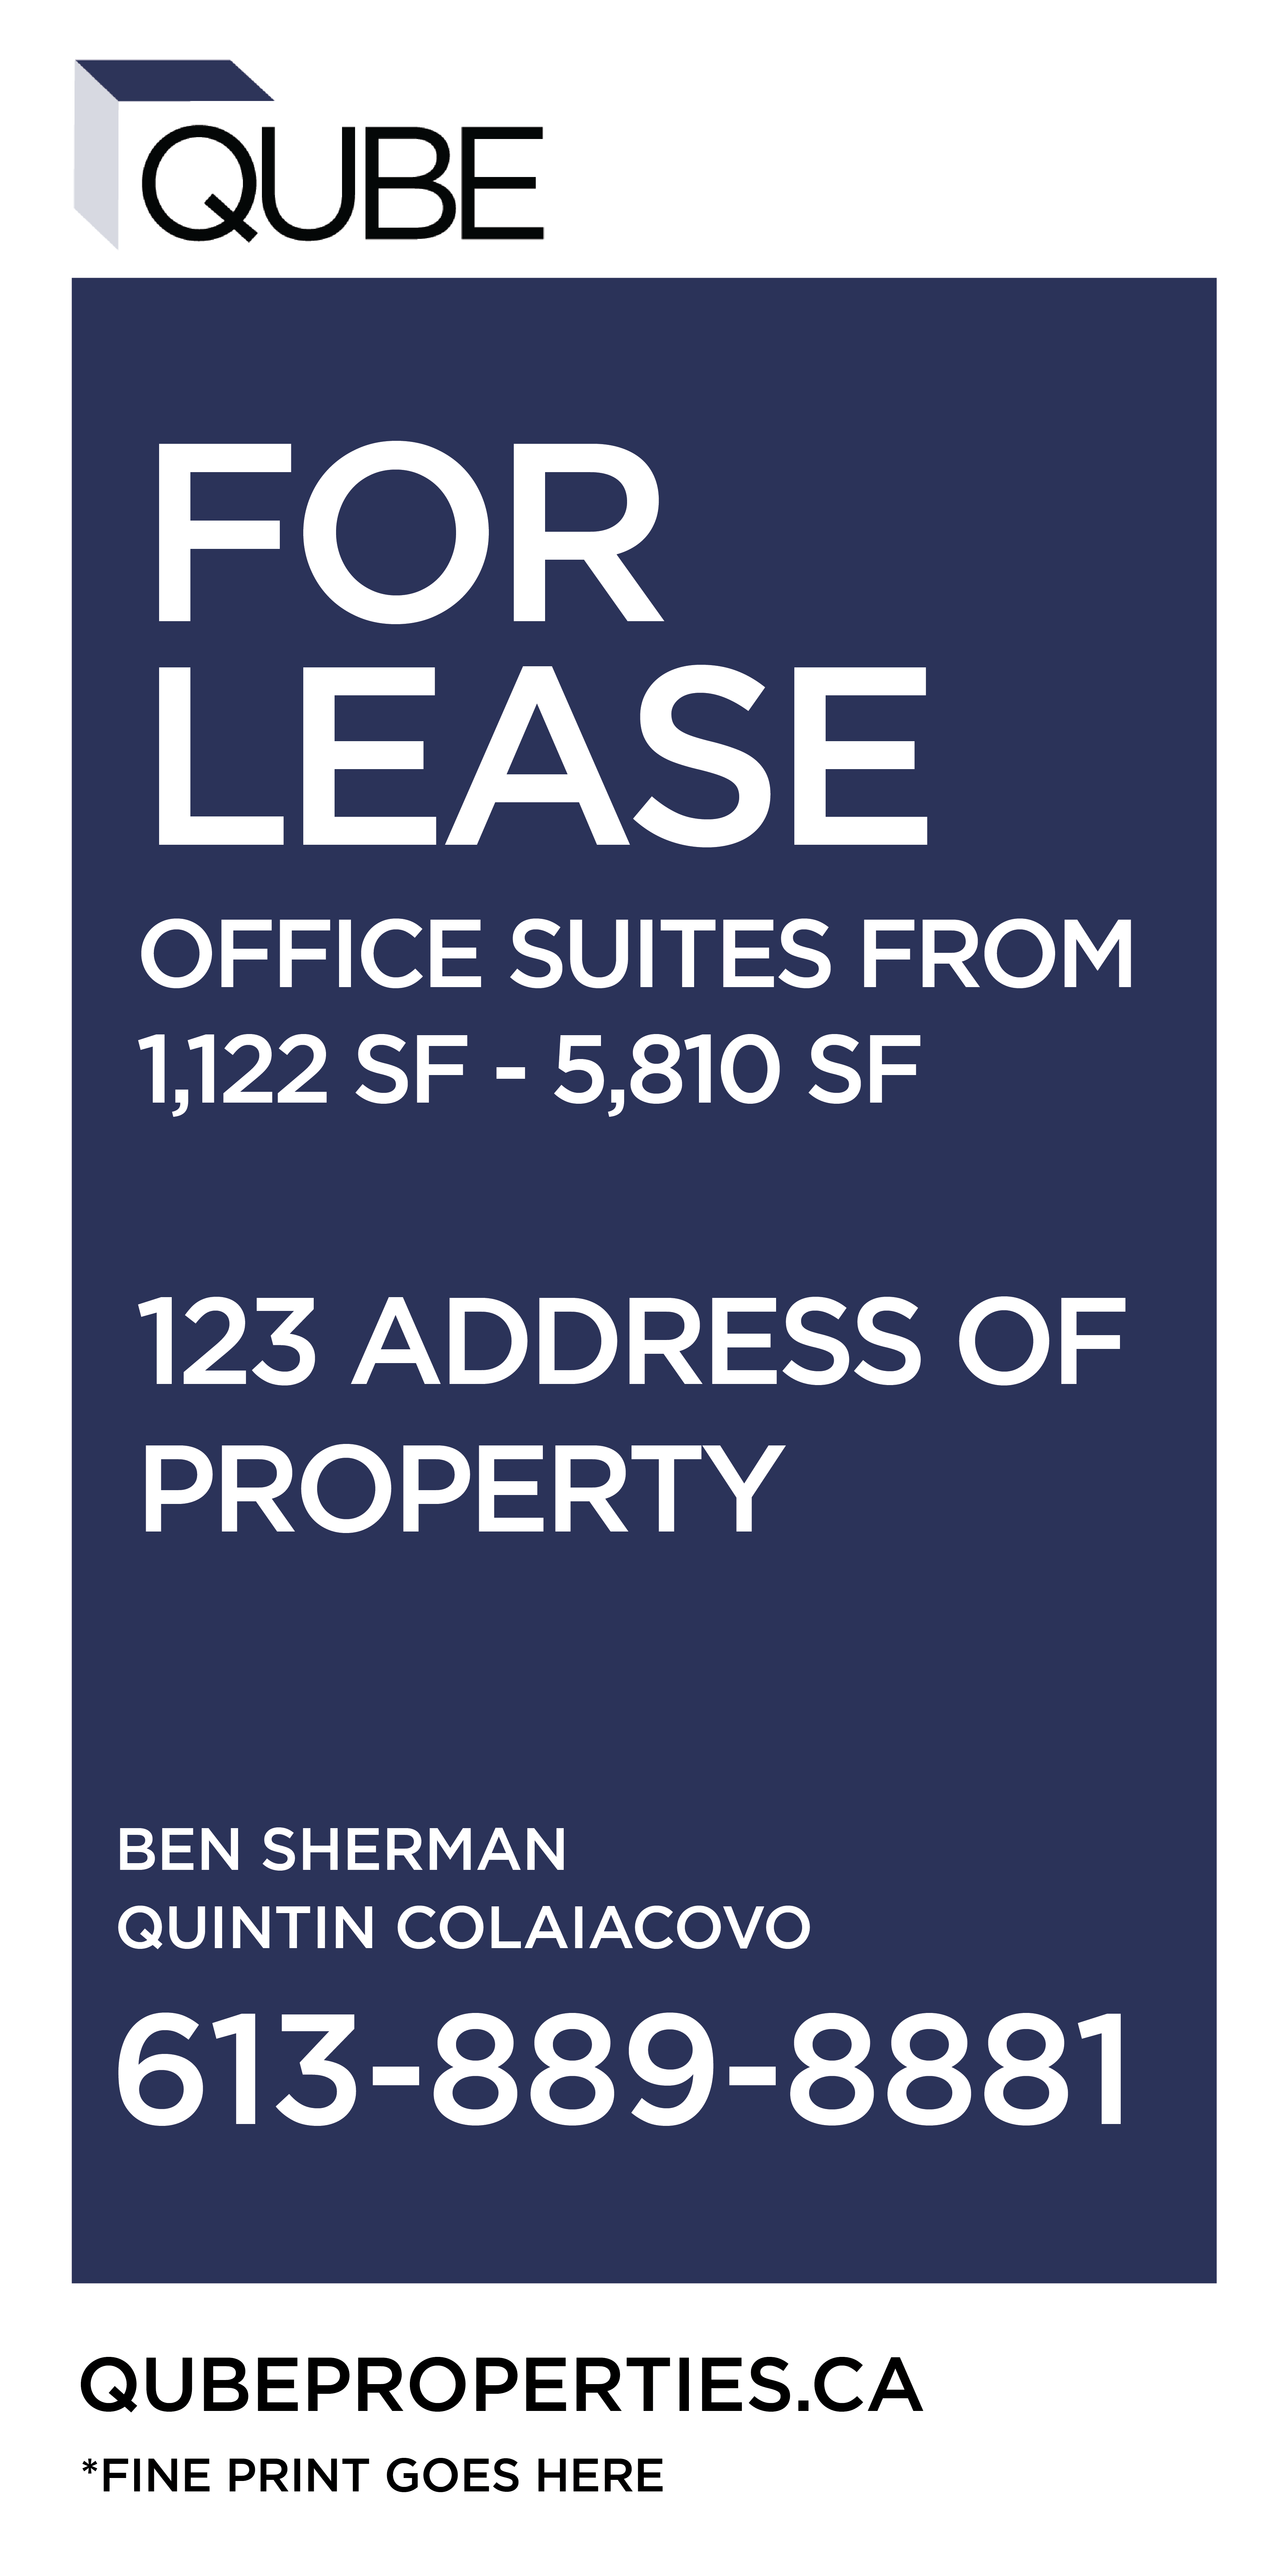 QUBE
FOR
LEASE
OFFICE SUITES FROM
1,122 SF - 5,810 SF
123 ADDRESS OF
PROPERTY
BEN SHERMAN
QUINTIN COLAIACOVO
613-889-8881
QUBEPROPERTIES.CA
*FINE PRINT GOES HERE